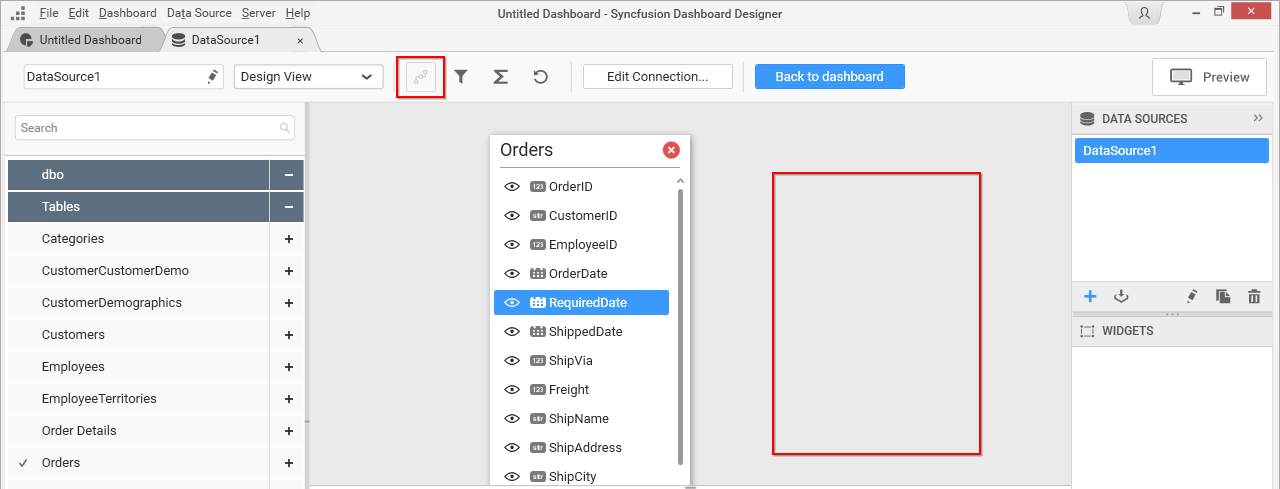 File Edit Dashboard Data Source Server Help
Untitled Dashboard - Syncfusion Dashboard Designer
Untitled Dashboard
DataSource1
DataSource1
Design View
Edit Connection...
Back to dashboard
Preview
Search
dbo
Tables
Categories
CustomerCustomerDemo
CustomerDemographics
Customers
Employees
EmployeeTerritories
Order Details
Orders
Orders
123 OrderID
str CustomerID
123 EmployeeID
OrderDate
RequiredDate
ShippedDate
123 ShipVia
123 Freight
str ShipName
str ShipAddress
str ShipCity
DATA SOURCES
DataSource1
WIDGETS